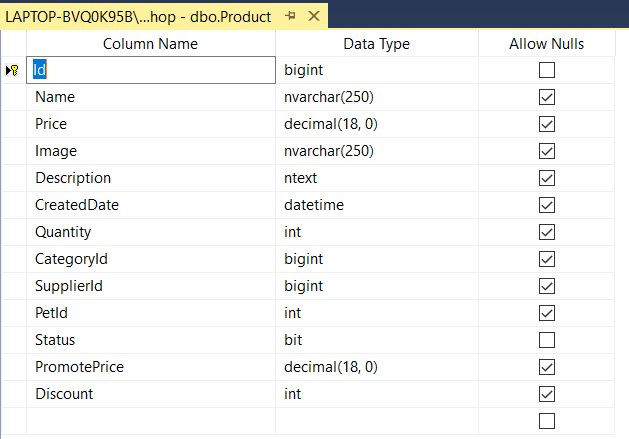 LAPTOP-BVQ0K95B\...hop - dbo.Product
Column Name Data Type Allow Nulls
Id bigint
Name nvarchar(250)
Price decimal(18, 0)
Image nvarchar(250)
Description ntext
CreatedDate datetime
Quantity int
CategoryId bigint
SupplierId bigint
PetId int
Status bit
PromotePrice decimal(18, 0)
Discount int